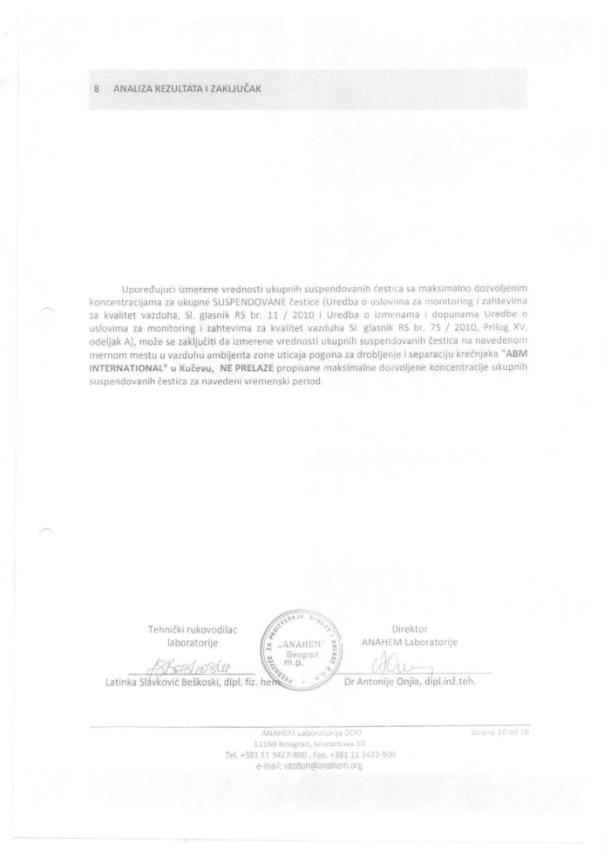 8 ANALIZA REZULTATA I ZAKLJUČAK
Upoređujući izmerene vrednosti ukupnih suspendovanih čestica sa maksimalno dozvoljenim
koncentracijama za ukupne SUSPENDOVANE čestice (Uredba o uslovima za monitoring i zahtevima
za kvalitet vazduha, Sl. glasnik RS br. 11 / 2010 i Uredba o izmenama i dopunama Uredbe o
uslovima za monitoring i zahtevima za kvalitet vazduha Sl. glasnik RS br. 75 / 2010, Prilog XV,
odeljak A), može se zaključiti da izmerene vrednosti ukupnih suspendovanih čestica na navedenom
mernom mestu u vazduhu ambijenta zone uticaja pogona za drobljenje i separaciju krečnjaka "ABM
INTERNATIONAL" u Kučevu, NE PRELAZE propisane maksimalne dozvoljene koncentracije ukupnih
suspendovanih čestica za navedeni vremenski period.
Tehnički rukovodilac
laboratorije
Latinka Slavković Beškoski, dipl. fiz. hem
„ANAHEM"
Beograd
m.p.
Direktor
ANAHEM Laboratorije
Dr Antonije Onjia, dipl.inž.teh.
ANAHEM Laboratorija DOO
11160 Beograd, Mocartova 10
Tel. +381 11 3427-800 , Fax. +381 11 3422-900
e-mail: vazduh@anahem.org
Strana 10 od 16